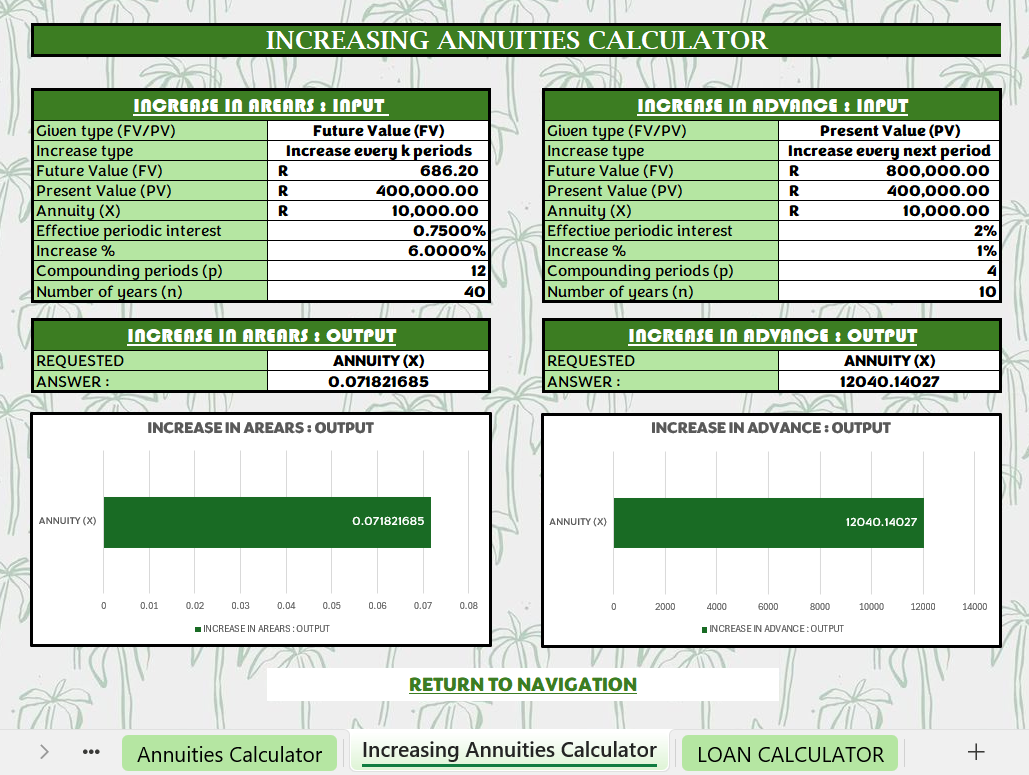 INCREASING ANNUITIES CALCULATOR
INCREASE IN AREARS : INPUT
Given type (FV/PV) Future Value (FV)
Increase type Increase every k periods
Future Value (FV) R 686.20
Present Value (PV) R 400,000.00
Annuity (X) R 10,000.00
Effective periodic interest 0.7500%
Increase % 6.0000%
Compounding periods (p) 12
Number of years (n) 40
INCREASE IN ADVANCE : INPUT
Given type (FV/PV) Present Value (PV)
Increase type Increase every next period
Future Value (FV) R 800,000.00
Present Value (PV) R 400,000.00
Annuity (X) R 10,000.00
Effective periodic interest 2%
Increase % 1%
Compounding periods (p) 4
Number of years (n) 10
INCREASE IN AREARS : OUTPUT
REQUESTED ANNUITY (X)
ANSWER : 0.071821685
INCREASE IN ADVANCE : OUTPUT
REQUESTED ANNUITY (X)
ANSWER : 12040.14027
INCREASE IN AREARS : OUTPUT
ANNUITY (X) 0.071821685
0 0.01 0.02 0.03 0.04 0.05 0.06 0.07 0.08
INCREASE IN AREARS : OUTPUT
INCREASE IN ADVANCE : OUTPUT
ANNUITY (X) 12040.14027
0 2000 4000 6000 8000 10000 12000 14000
INCREASE IN ADVANCE : OUTPUT
RETURN TO NAVIGATION
Annuities Calculator Increasing Annuities Calculator LOAN CALCULATOR